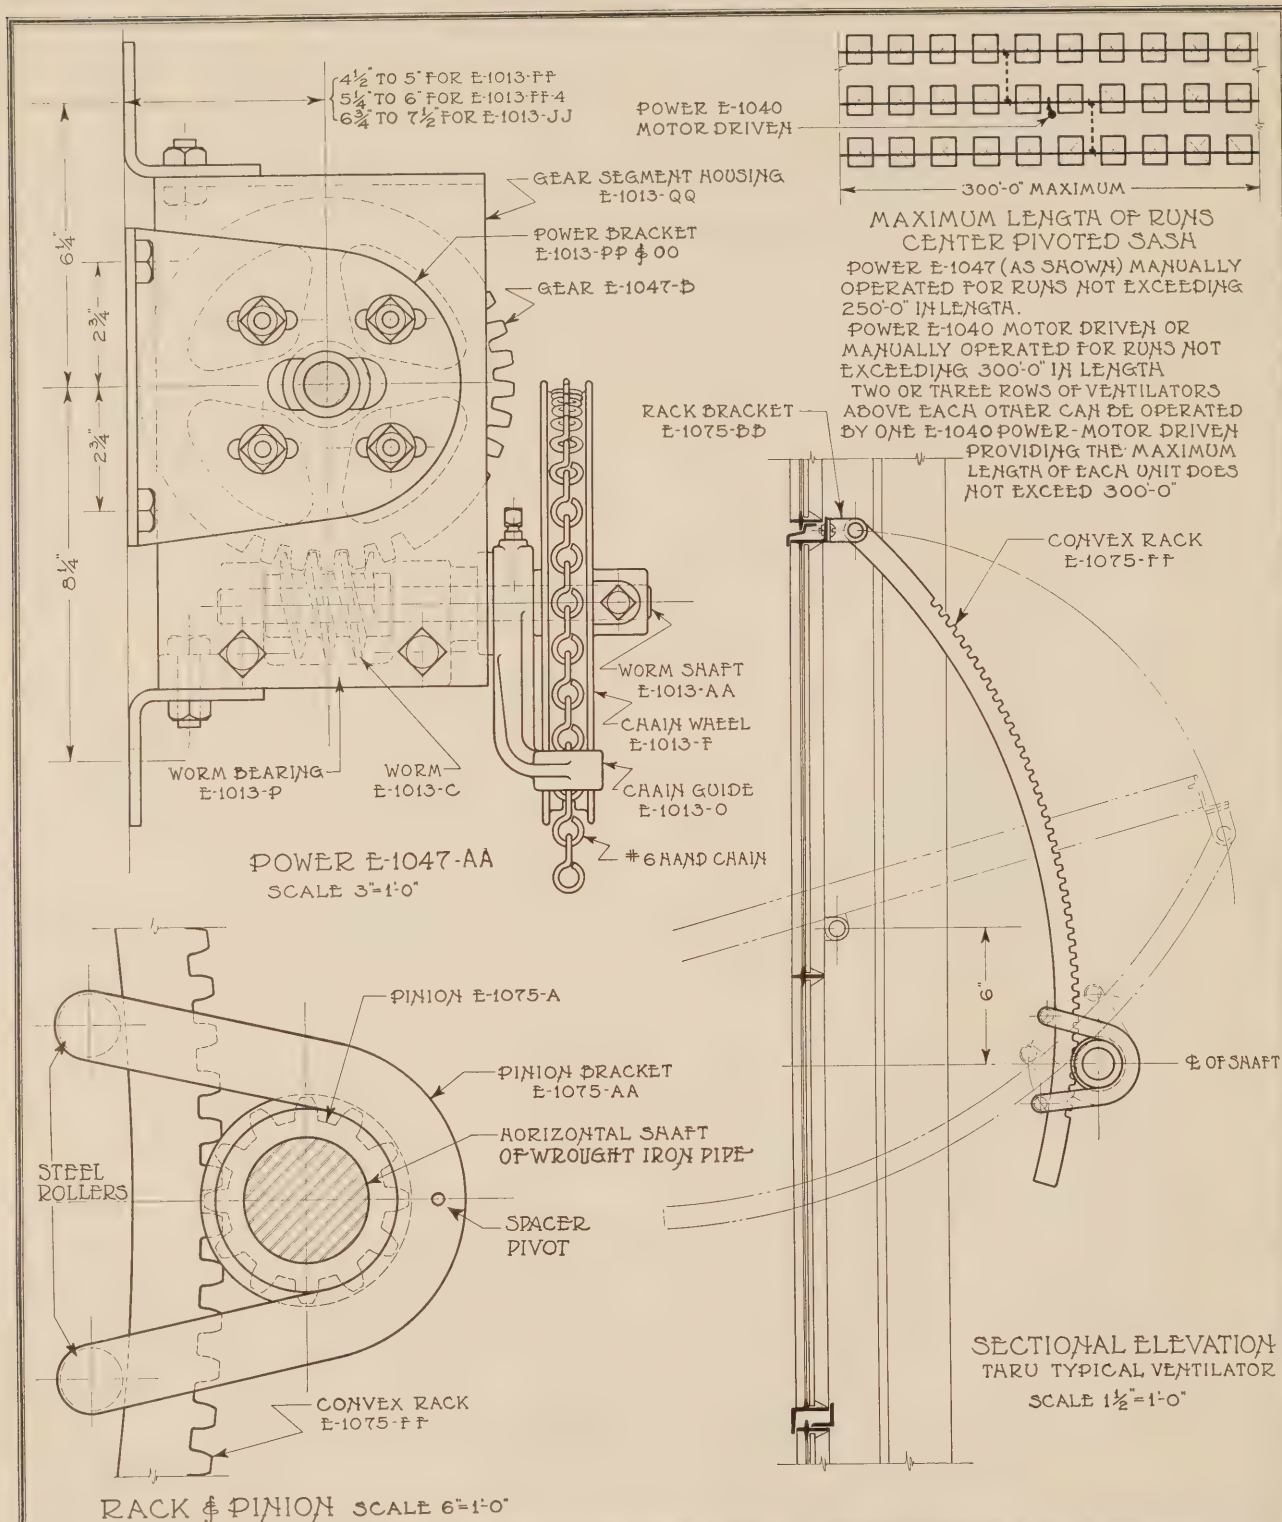 4½" TO 5" FOR E-1013-FF
5¼" TO 6" FOR E-1013-FF-4
6¾" TO 7½" FOR E-1013-JJ
6¼"
2¾"
2¾"
8¼"
GEAR SEGMENT HOUSING
E-1013-QQ
POWER BRACKET
E-1013-PP & OO
GEAR E-1047-B
WORM SHAFT
E-1013-AA
CHAIN WHEEL
E-1013-F
CHAIN GUIDE
E-1013-O
#6 HAND CHAIN
WORM BEARING
E-1013-P
WORM
E-1013-C
POWER E-1047-AA
SCALE 3"=1'-0"
POWER E-1040
MOTOR DRIVEN
300'-0" MAXIMUM
MAXIMUM LENGTH OF RUNS
CENTER PIVOTED SASH
POWER E-1047 (AS SHOWN) MANUALLY
OPERATED FOR RUNS NOT EXCEEDING
250'-0" IN LENGTH.
POWER E-1040 MOTOR DRIVEN OR
MANUALLY OPERATED FOR RUNS NOT
EXCEEDING 300'-0" IN LENGTH
TWO OR THREE ROWS OF VENTILATORS
ABOVE EACH OTHER CAN BE OPERATED
BY ONE E-1040 POWER-MOTOR DRIVEN
PROVIDING THE MAXIMUM
LENGTH OF EACH UNIT DOES
NOT EXCEED 300'-0"
RACK BRACKET
E-1075-BB
CONVEX RACK
E-1075-FF
6"
℄ OF SHAFT
SECTIONAL ELEVATION
THRU TYPICAL VENTILATOR
SCALE 1½"=1'-0"
PINION E-1075-A
PINION BRACKET
E-1075-AA
HORIZONTAL SHAFT
OF WROUGHT IRON PIPE
STEEL
ROLLERS
SPACER
PIVOT
CONVEX RACK
E-1075-FF
RACK & PINION SCALE 6"=1'-0"